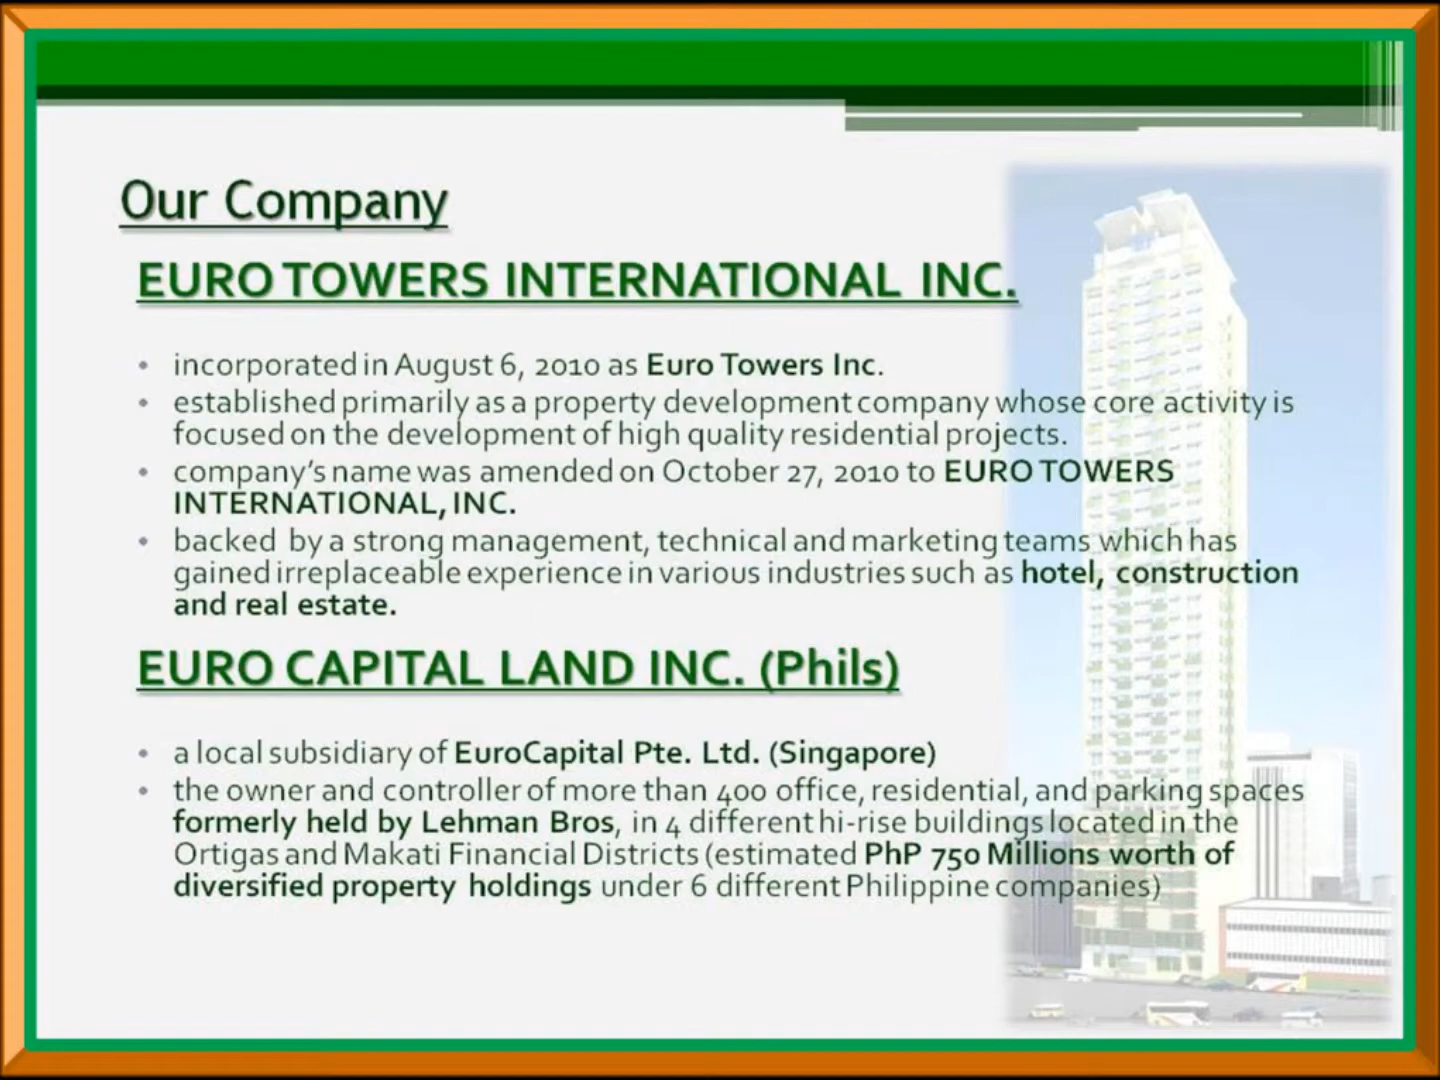 Our Company
EURO TOWERS INTERNATIONAL INC.
• incorporated in August 6, 2010 as Euro Towers Inc.
• established primarily as a property development company whose core activity is
focused on the development of high quality residential projects.
• company's name was amended on October 27, 2010 to EURO TOWERS
INTERNATIONAL, INC.
• backed by a strong management, technical and marketing teams which has
gained irreplaceable experience in various industries such as hotel, construction
and real estate.
EURO CAPITAL LAND INC. (Phils)
• a local subsidiary of EuroCapital Pte. Ltd. (Singapore)
• the owner and controller of more than 400 office, residential, and parking spaces
formerly held by Lehman Bros, in 4 different hi-rise buildings located in the
Ortigas and Makati Financial Districts (estimated PhP 750 Millions worth of
diversified property holdings under 6 different Philippine companies)